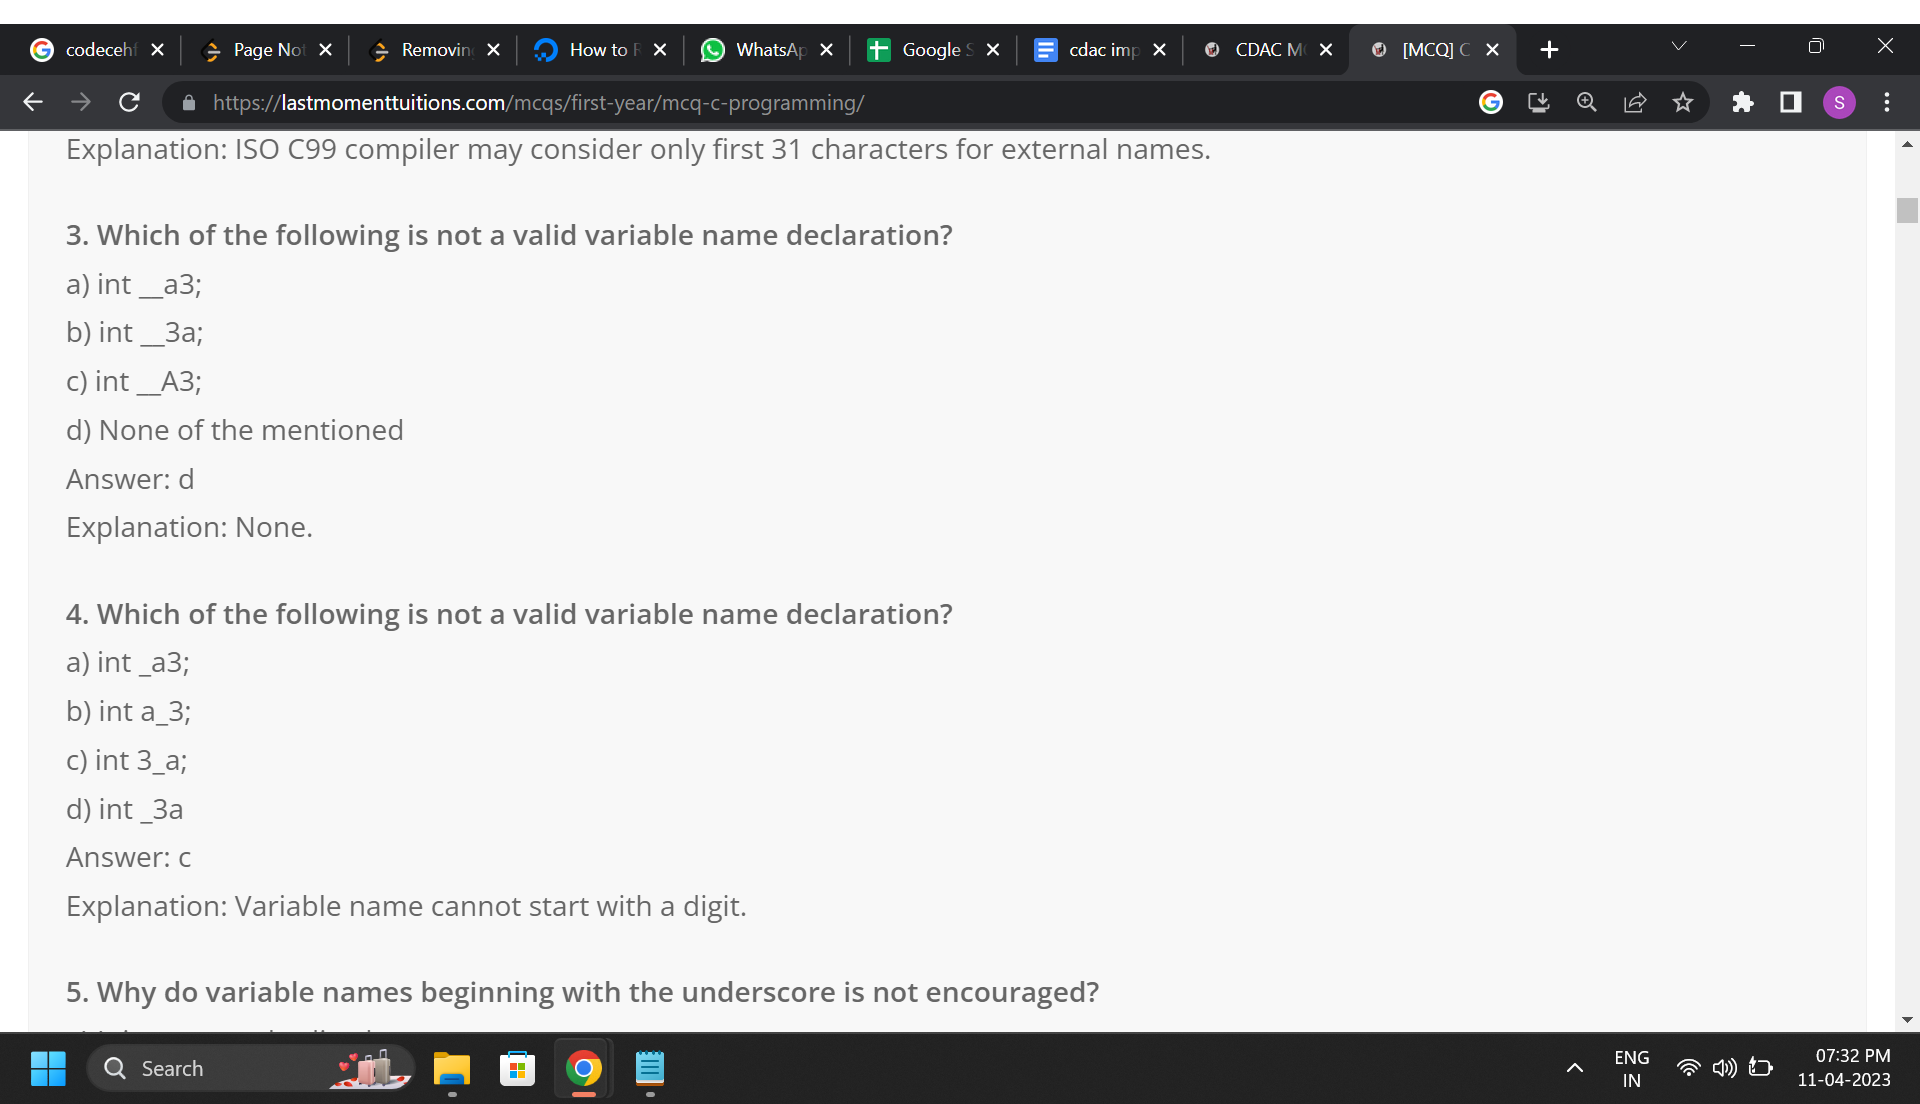 codeceh
Page Not
Removin
How to R
WhatsAp
Google S
cdac imp
CDAC M
[MCQ] C
https://lastmomenttuitions.com/mcqs/first-year/mcq-c-programming/
S
Explanation: ISO C99 compiler may consider only first 31 characters for external names.
3. Which of the following is not a valid variable name declaration?
a) int __a3;
b) int __3a;
c) int __A3;
d) None of the mentioned
Answer: d
Explanation: None.
4. Which of the following is not a valid variable name declaration?
a) int _a3;
b) int a_3;
c) int 3_a;
d) int _3a
Answer: c
Explanation: Variable name cannot start with a digit.
5. Why do variable names beginning with the underscore is not encouraged?
Search
ENG
IN
07:32 PM
11-04-2023